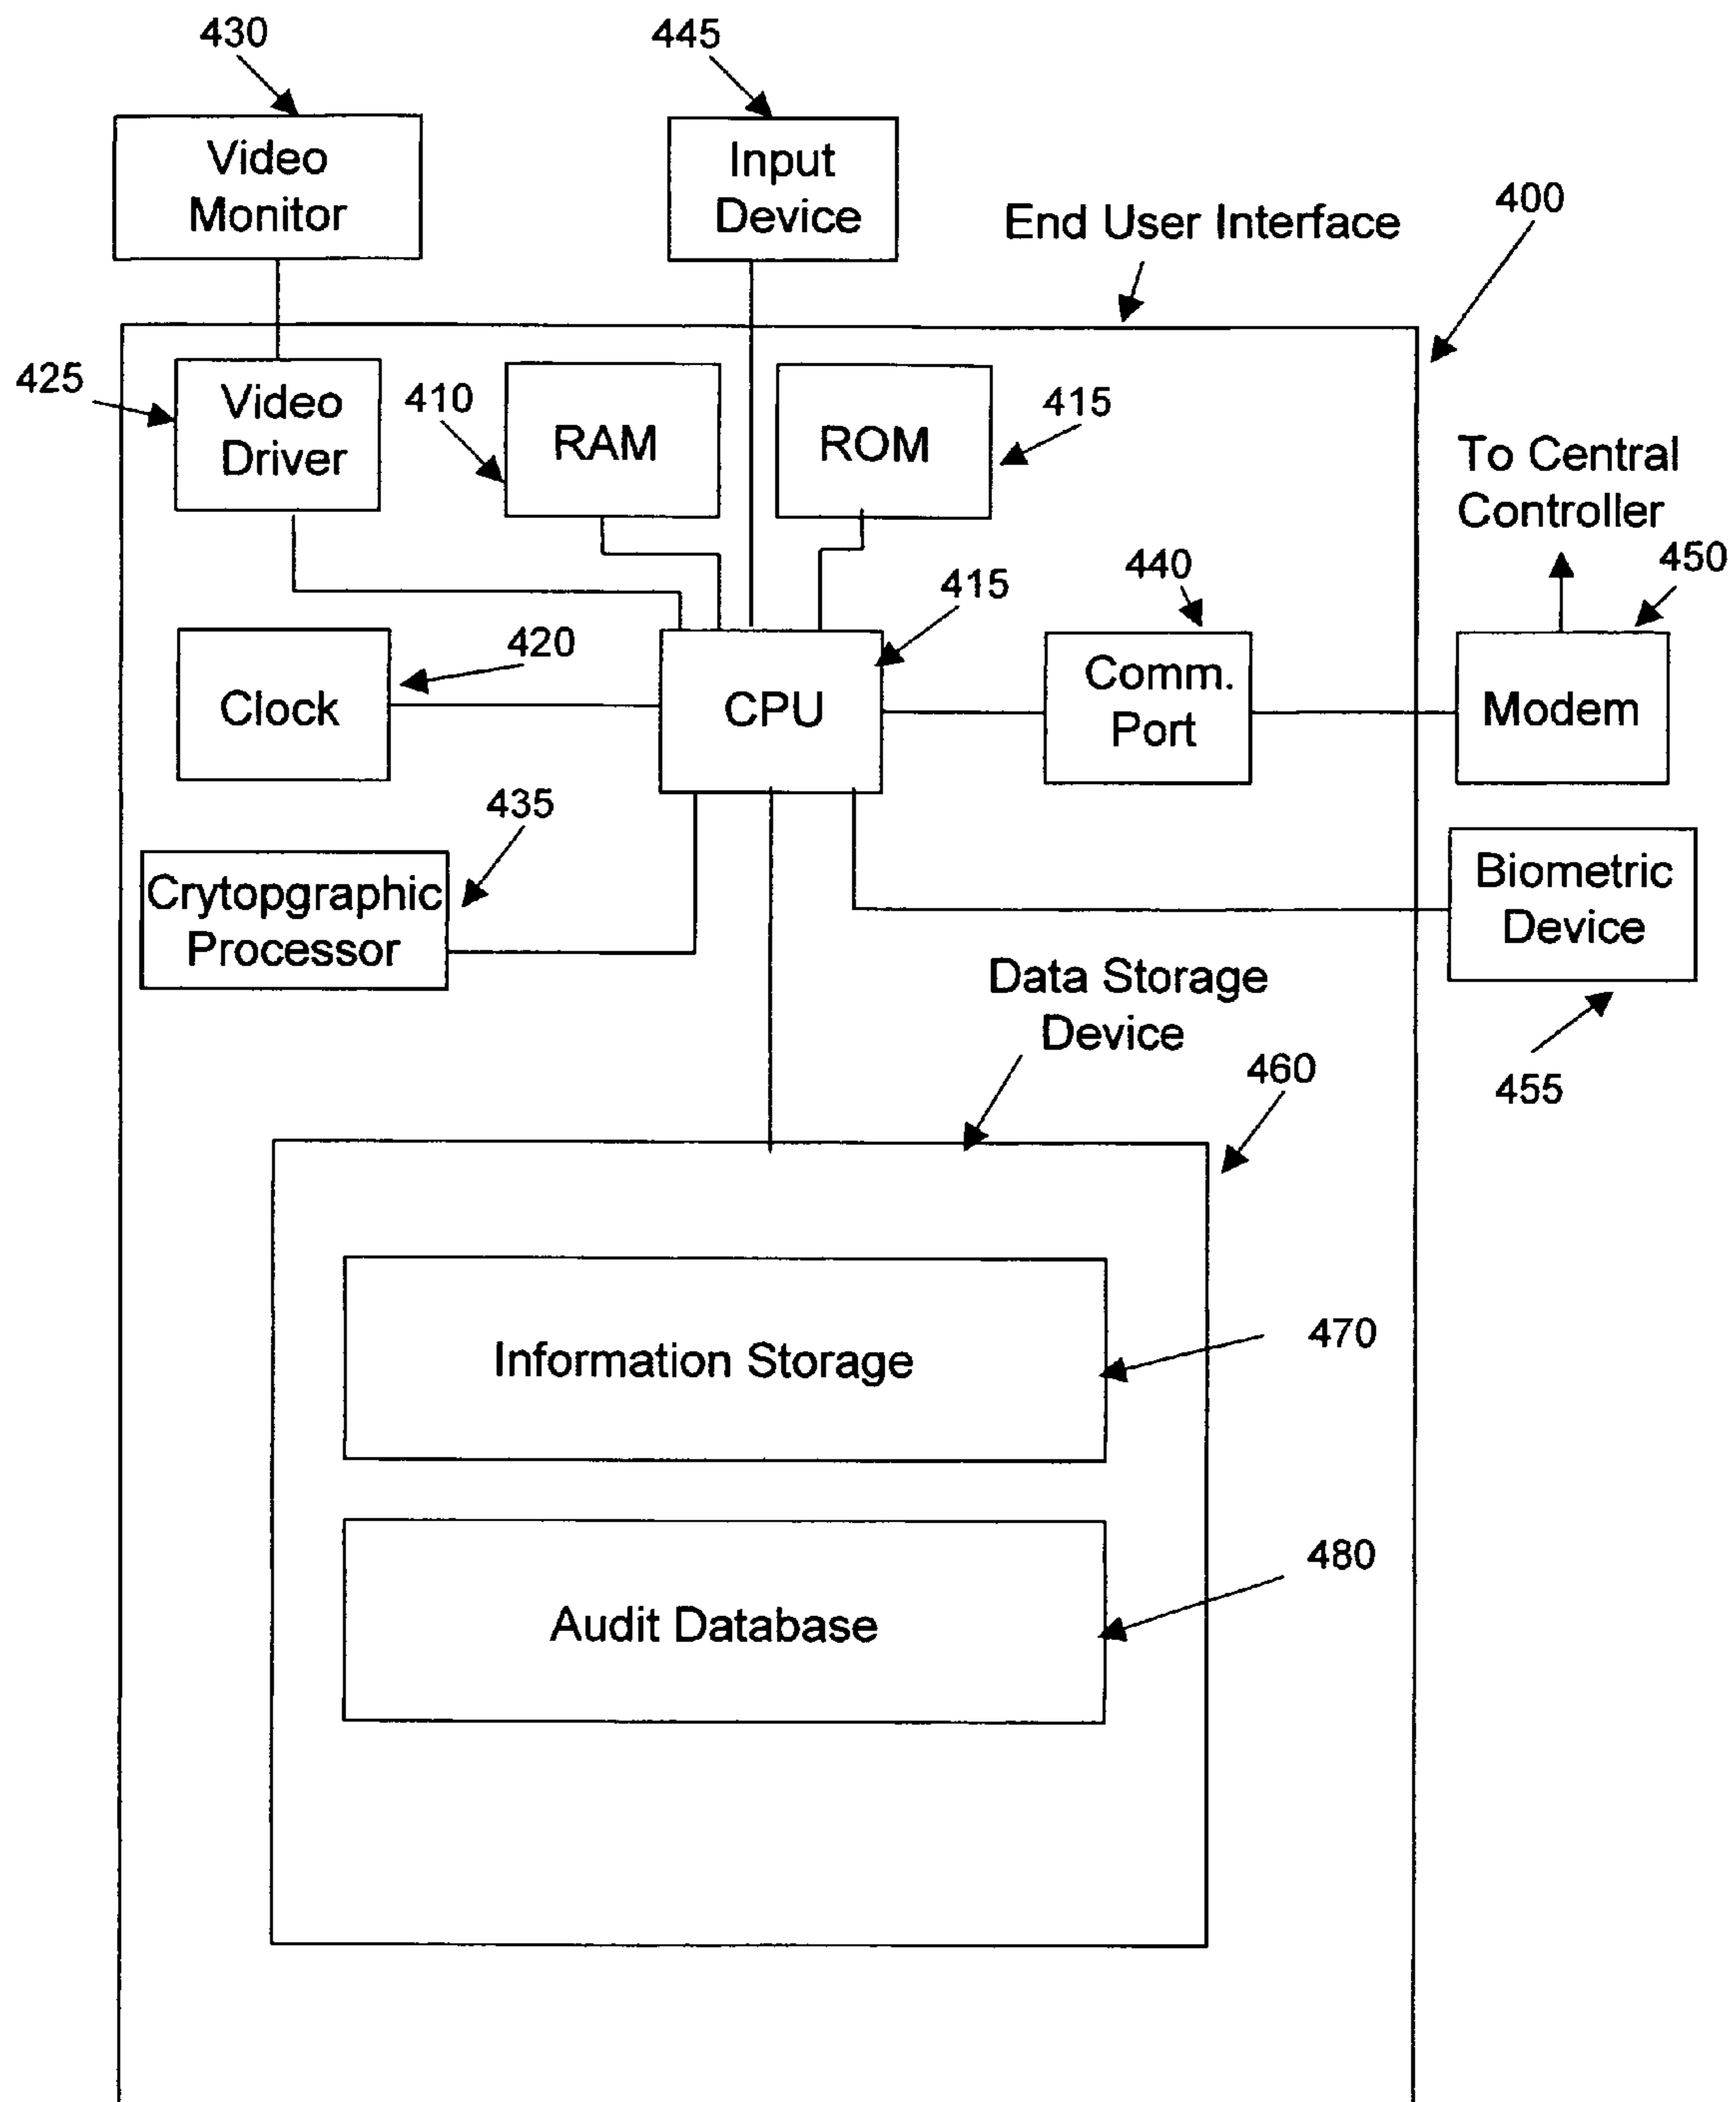 430
445
Video
Monitor
Input
Device
400
End User Interface
425
Video
Driver
410
RAM
ROM
415
To Central
Controller
440
450
415
420
Clock
CPU
Comm.
Port
Modem
435
Crytopgraphic
Processor
Biometric
Device
Data Storage
Device
460
455
Information Storage
470
480
Audit Database